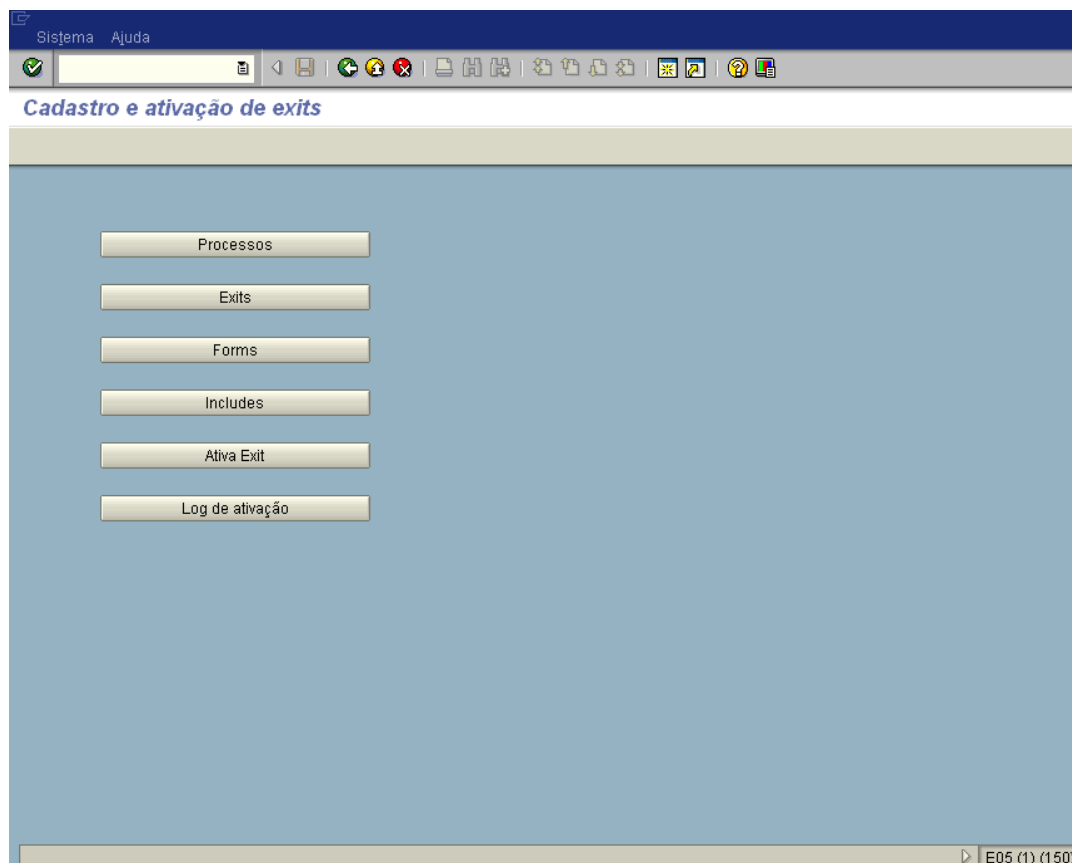 Sistema Ajuda
Cadastro e ativação de exits
Processos
Exits
Forms
Includes
Ativa Exit
Log de ativação
E05 (1) (150)